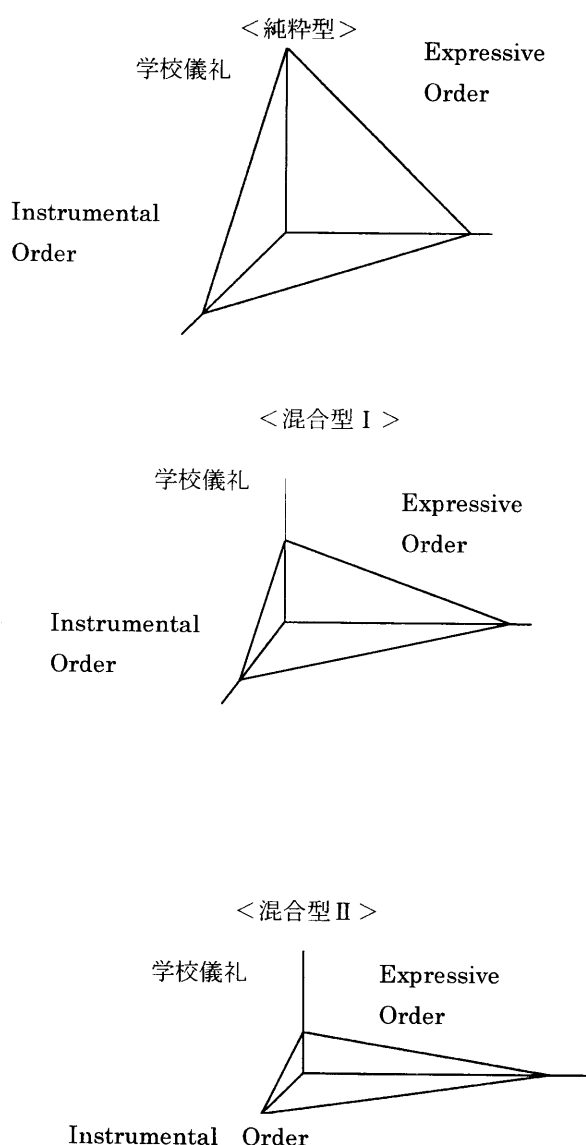 ＜純粋型＞
学校儀礼
Expressive
Order
Instrumental
Order
＜混合型Ⅰ＞
学校儀礼
Expressive
Order
Instrumental
Order
＜混合型Ⅱ＞
学校儀礼
Expressive
Order
Instrumental Order